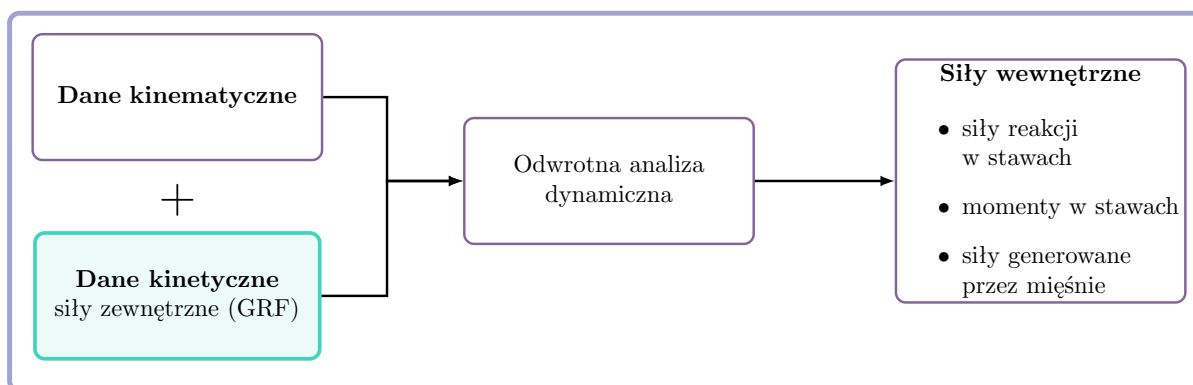 Dane kinematyczne
+
Dane kinetyczne
siły zewnętrzne (GRF)
Odwrotna analiza
dynamiczna
Siły wewnętrzne
• siły reakcji
w stawach
• momenty w stawach
• siły generowane
przez mięśnie